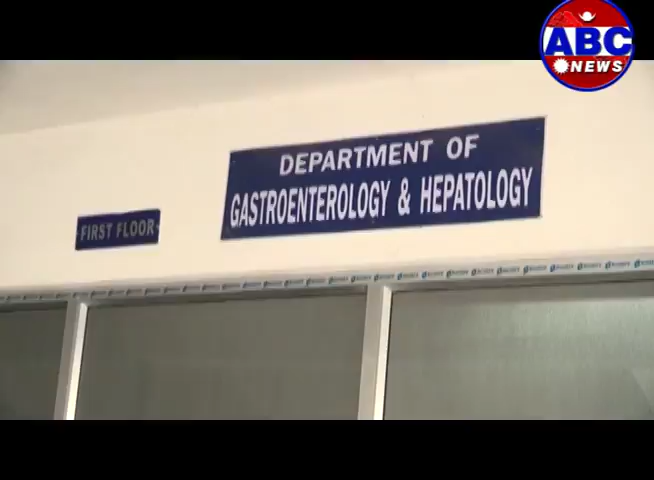 ABC
NEWS
DEPARTMENT OF
GASTROENTEROLOGY & HEPATOLOGY
FIRST FLOOR